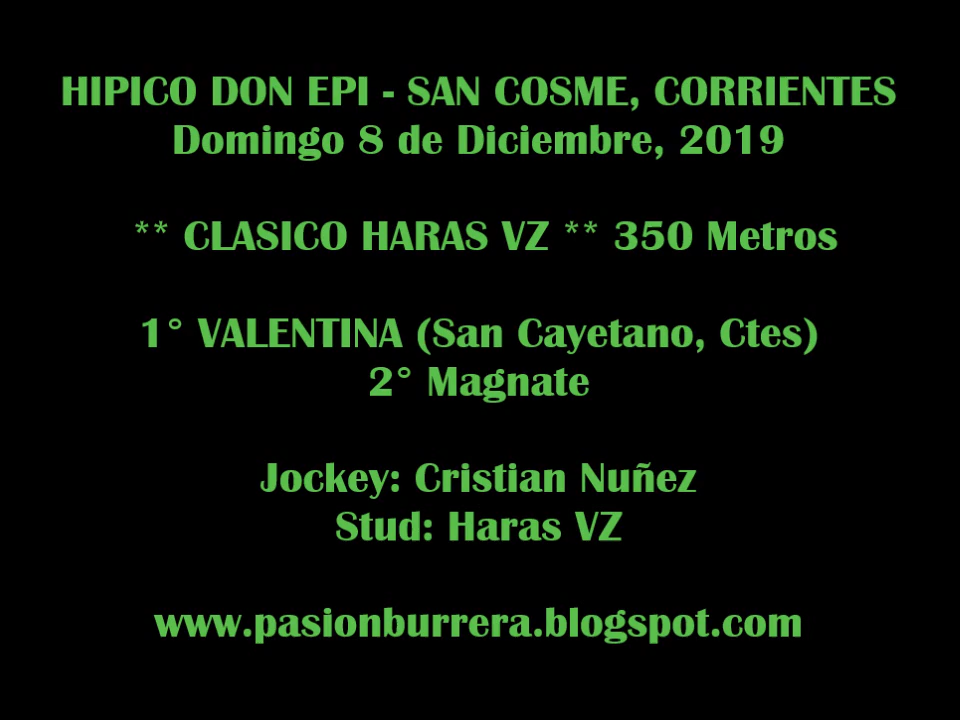 HIPICO DON EPI - SAN COSME, CORRIENTES
Domingo 8 de Diciembre, 2019
** CLASICO HARAS VZ ** 350 Metros
1° VALENTINA (San Cayetano, Ctes)
2° Magnate
Jockey: Cristian Nuñez
Stud: Haras VZ
www.pasionburrera.blogspot.com